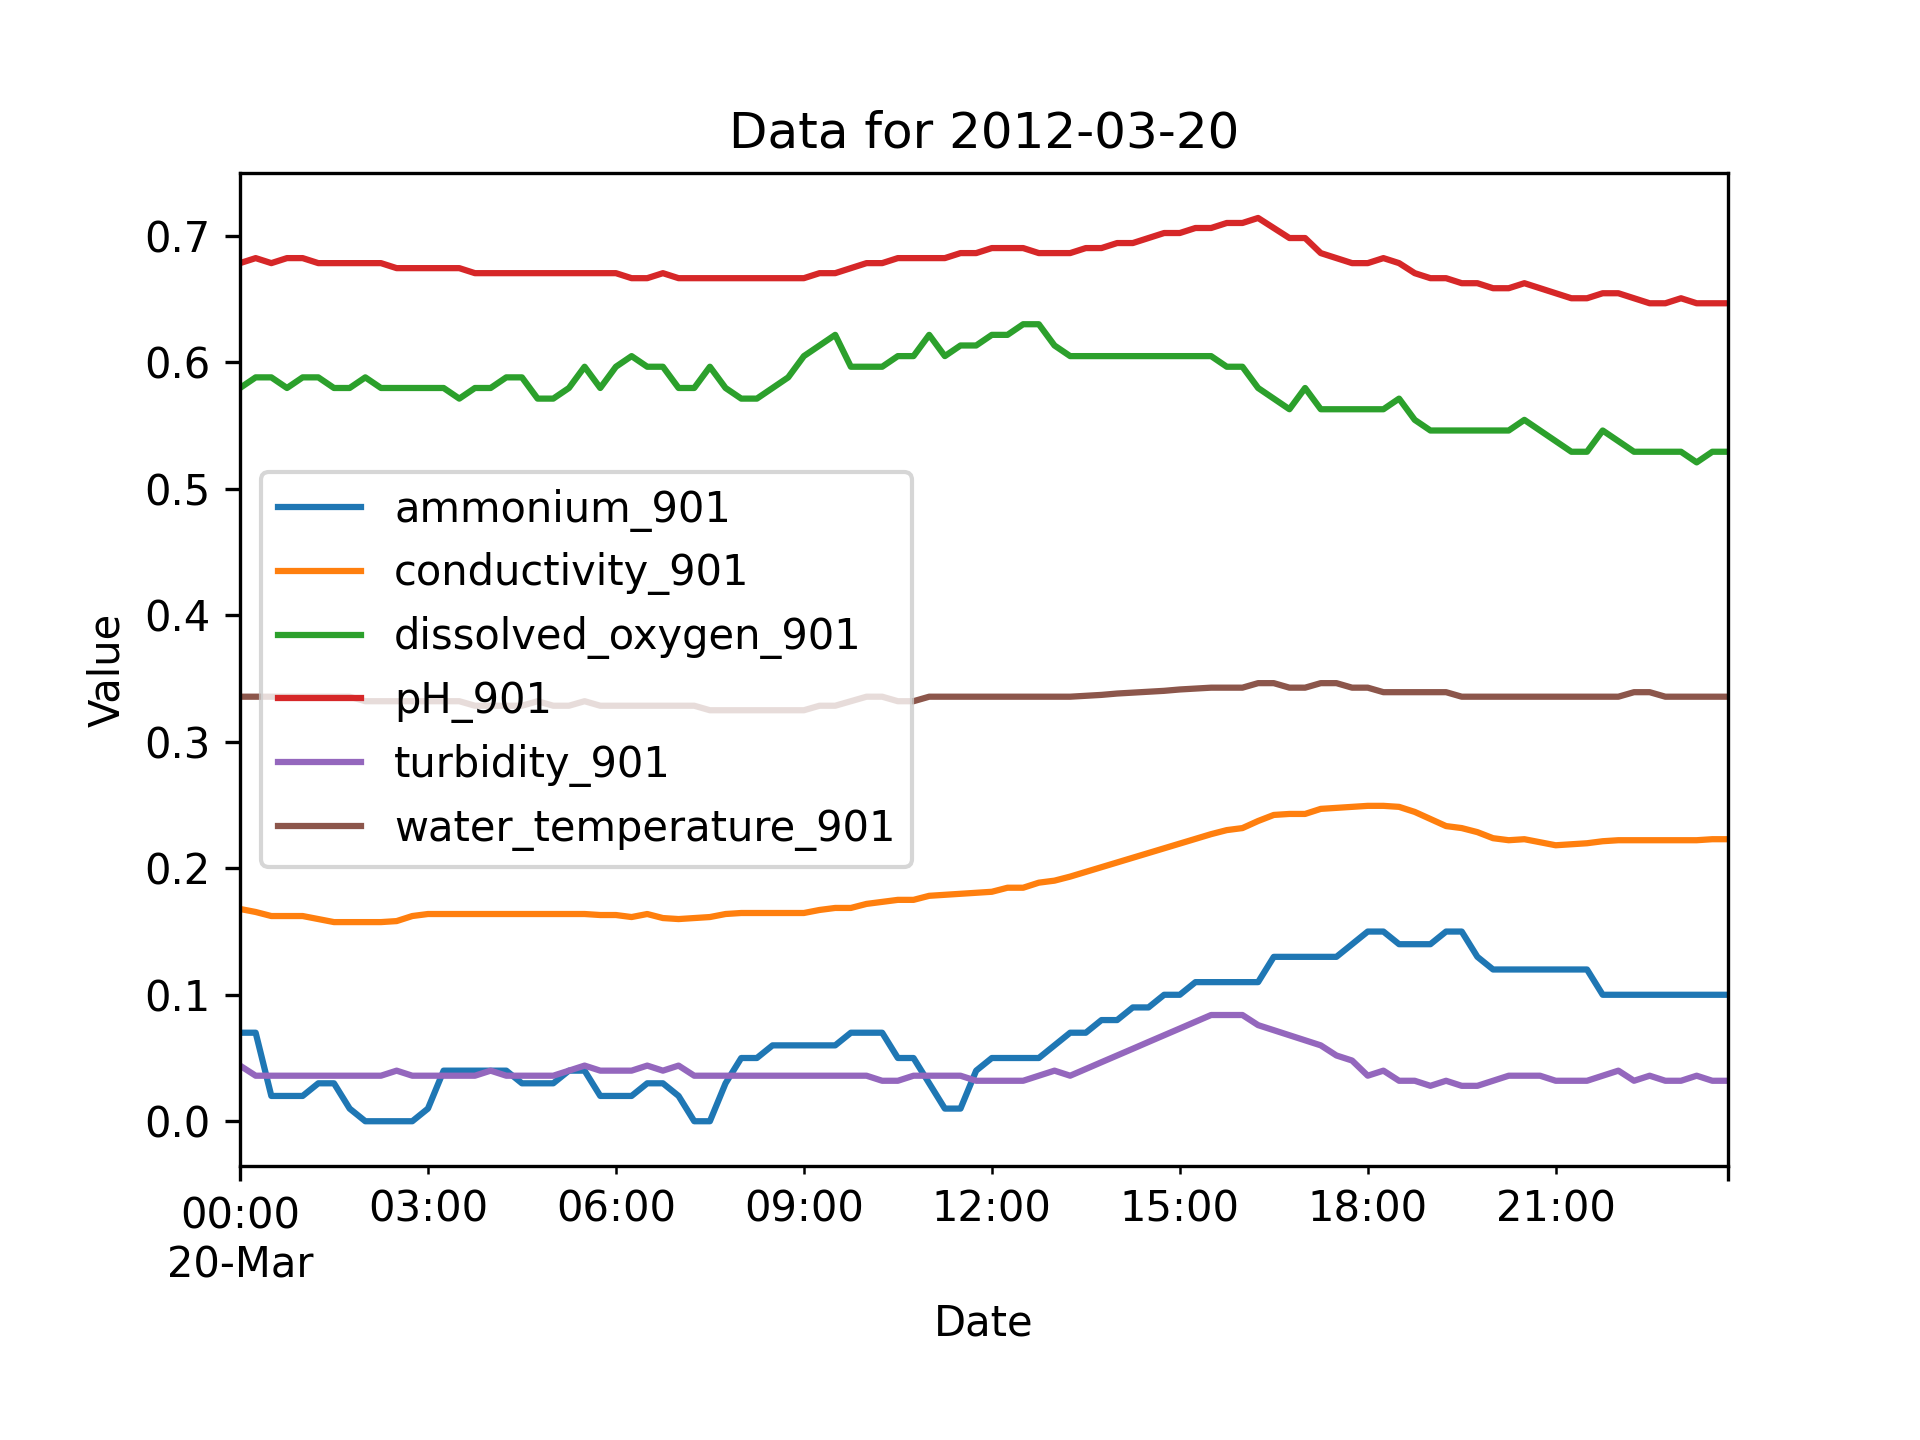 Data for 2012-03-20
Value
0.7
0.6
0.5
0.4
0.3
0.2
0.1
0.0
ammonium_901
conductivity_901
dissolved_oxygen_901
pH_901
turbidity_901
water_temperature_901
00:00 03:00 06:00 09:00 12:00 15:00 18:00 21:00
20-Mar
Date